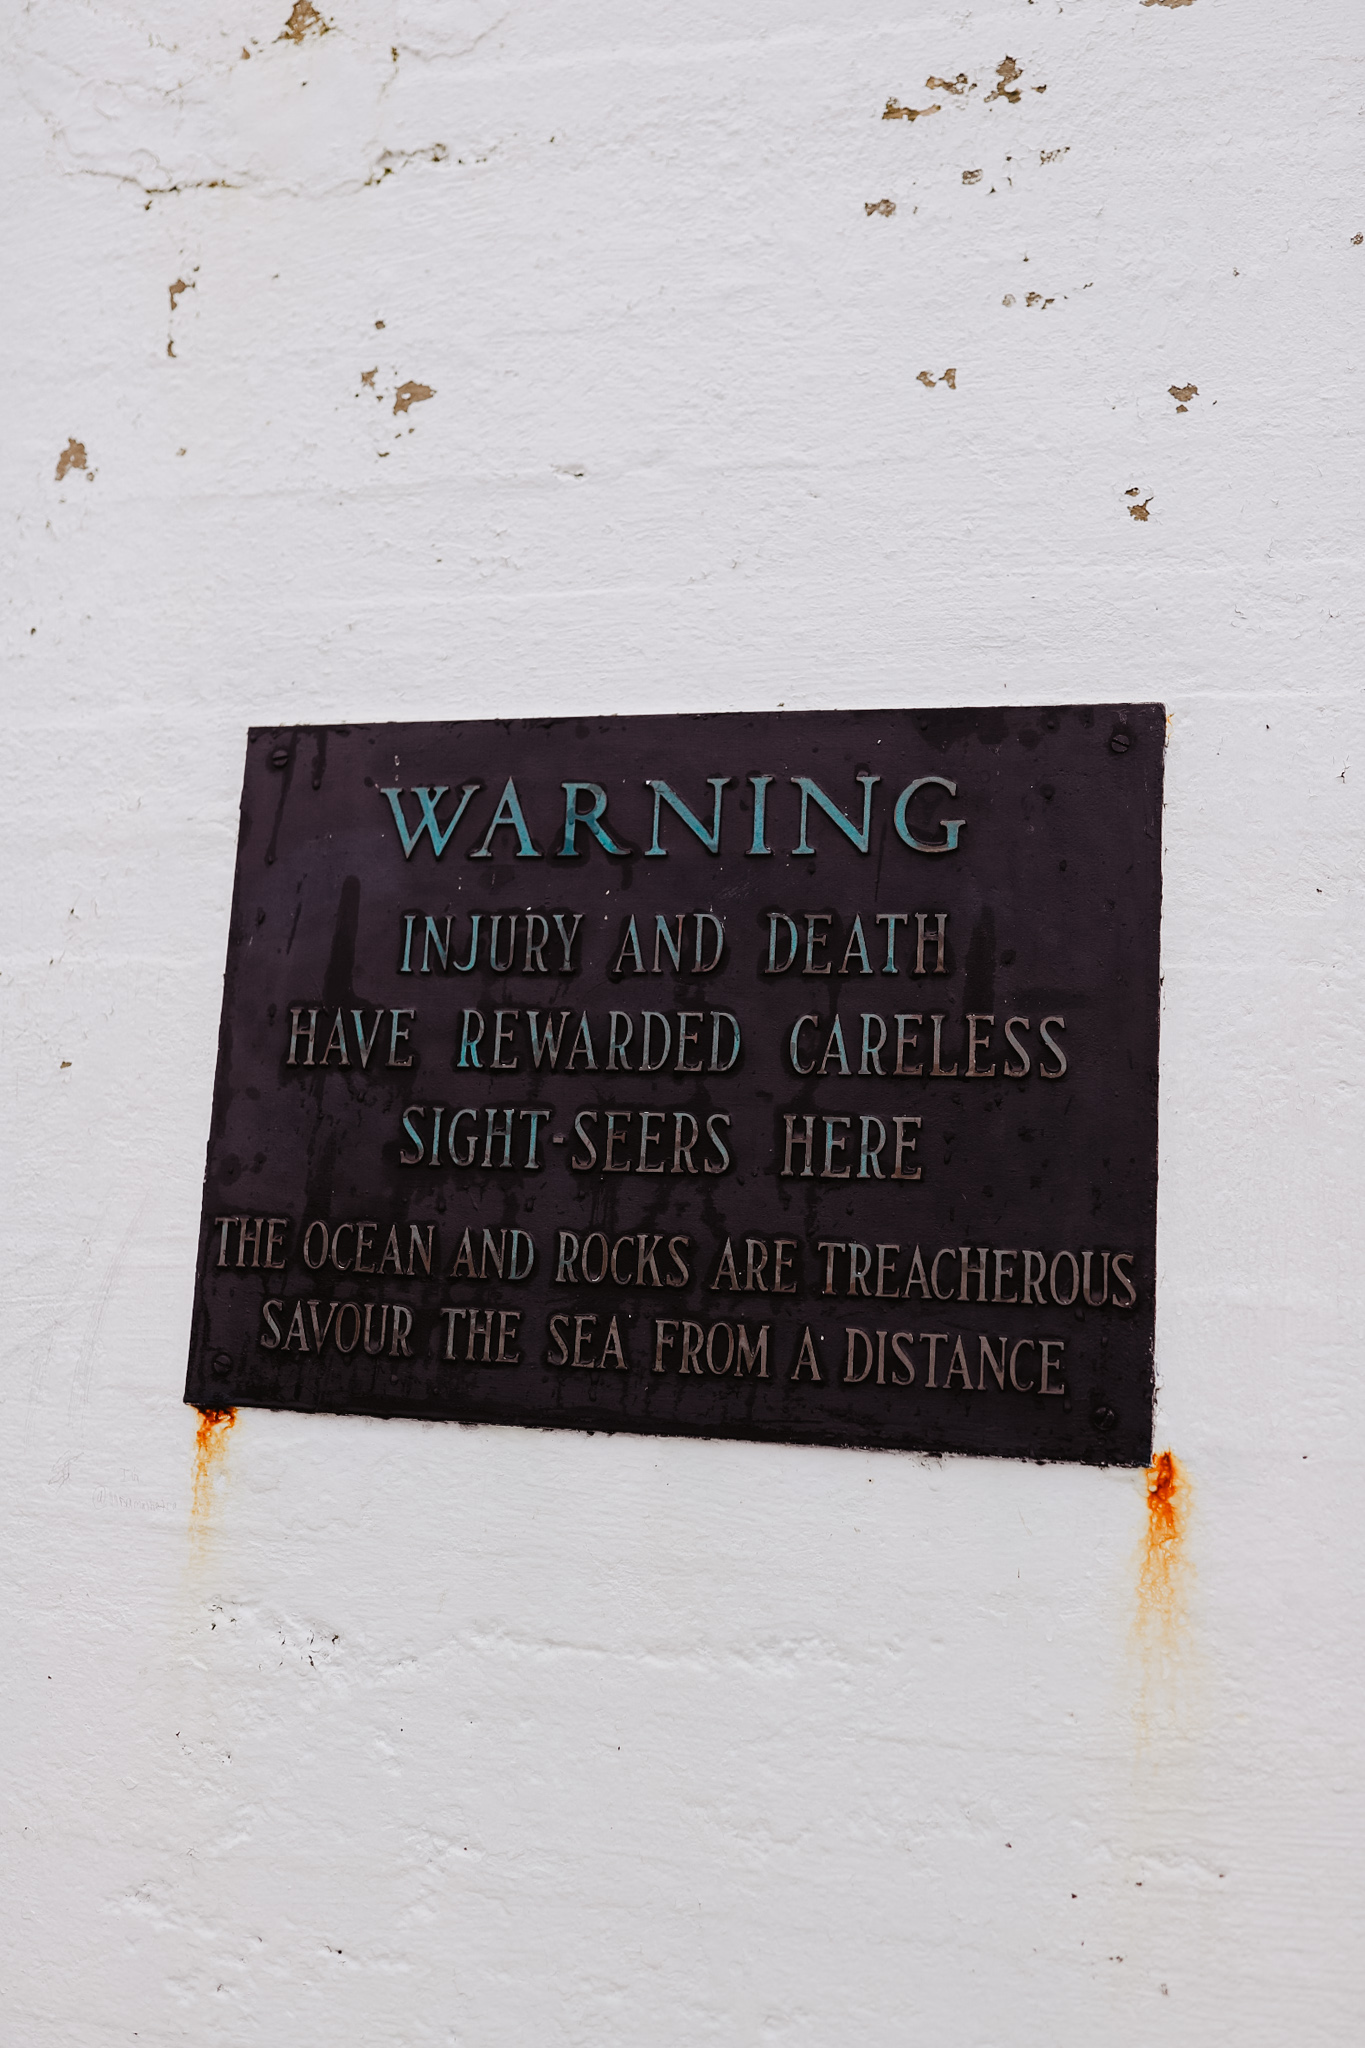 WARNING
INJURY AND DEATH
HAVE REWARDED CARELESS
SIGHT-SEERS HERE
THE OCEAN AND ROCKS ARE TREACHEROUS
SAVOUR THE SEA FROM A DISTANCE